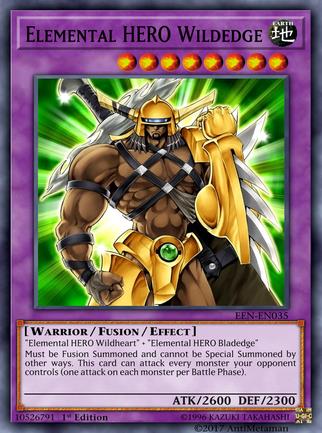 ELEMENTAL HERO WILDEDGE
EARTH
地
EEN-EN035
[WARRIOR / FUSION / EFFECT]
"Elemental HERO Wildheart" + "Elemental HERO Bladedge"
Must be Fusion Summoned and cannot be Special Summoned by
other ways. This card can attack every monster your opponent
controls (one attack on each monster per Battle Phase).
ATK/2600 DEF/2300
10526791 1st Edition ©1996 KAZUKI TAKAHASHI
©2017 AntiMetaman